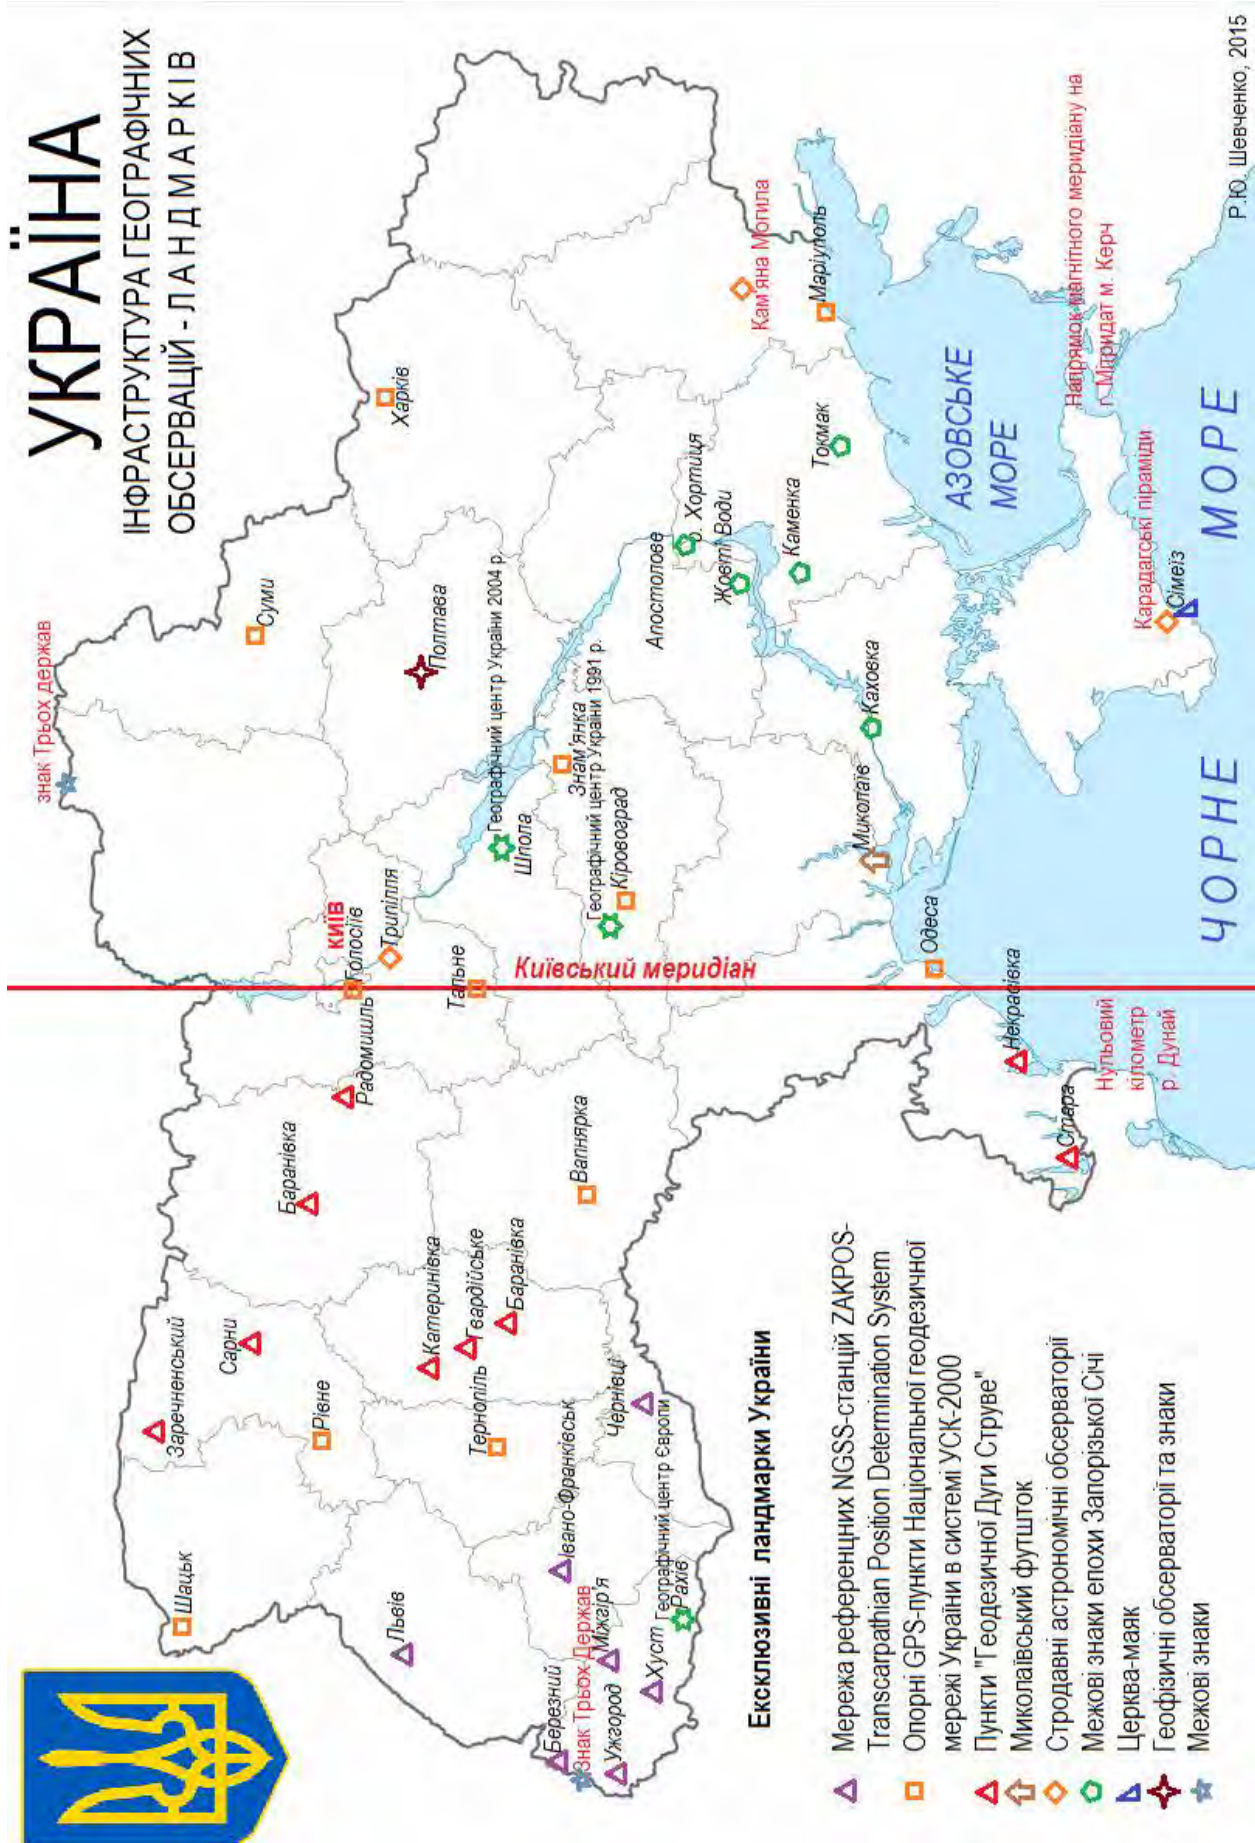 УКРАЇНА
ІНФРАСТРУКТУРА ГЕОГРАФІЧНИХ
ОБСЕРВАЦІЙ - ЛАНДМАРКІВ
знак Трьох держав
Шацьк
Заречненський
Сарни
Баранівка
Суми
Рівне
Радомишль
КИЇВ
Голосіїв
Трипілля
Харків
Львів
Катеринівка
Гвардійське
Баранівка
Тернопіль
Тальне
Полтава
Географічний центр України 2004 р.
Шпола
Київський меридіан
Березний
Знак Трьох Держав
Івано-Франківськ
Вапнярка
Знам'янка
Географічний центр України 1991 р.
Кіровоград
Ужгород
Міжгір'я
Чернівці
Хуст
Географічний центр Європи
Рахів
Апостолове
о. Хортиця
Жовті Води
Каменка
Токмак
Кам'яна Могила
Маріуполь
Миколаїв
Каховка
Одеса
Некрасівка
Стара
Нульовий
кілометр
р. Дунай
АЗОВСЬКЕ
МОРЕ
Напрямок магнітного меридіану на
г. Мітридат м. Керч
Карадагські піраміди
Сімеїз
ЧОРНЕ МОРЕ
Ексклюзивні ландмарки України
Мережа референцних NGSS-станцій ZAKPOS-
Transcarpathian Position Determination System
Опорні GPS-пункти Національної геодезичної
мережі України в системі УСК-2000
Пункти "Геодезичної Дуги Струве"
Миколаївський футшток
Стродавні астрономічні обсерваторії
Межові знаки епохи Запорізької Січі
Церква-маяк
Геофізичні обсерваторії та знаки
Межові знаки
Р.Ю. Шевченко, 2015